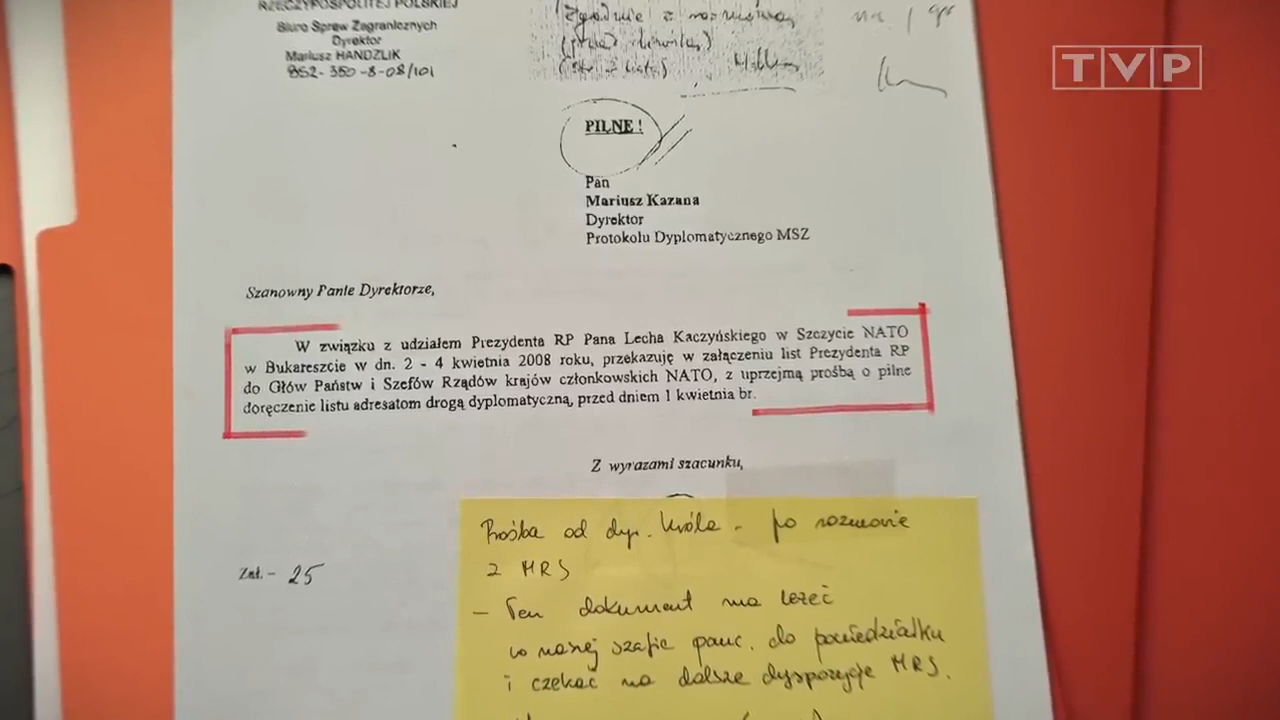 RZECZYPOSPOLITEJ POLSKIEJ
Biuro Spraw Zagranicznych
Dyrektor
Mariusz HANDZLIK
852-350-8-08/101
Zgodnie z rozmową
TVP
PILNE!
Pan
Mariusz Kazana
Dyrektor
Protokołu Dyplomatycznego MSZ
Szanowny Panie Dyrektorze,
W związku z udziałem Prezydenta RP Pana Lecha Kaczyńskiego w Szczycie NATO
w Bukareszcie w dn. 2 - 4 kwietnia 2008 roku, przekazuję w załączeniu list Prezydenta RP
do Głów Państw i Szefów Rządów krajów członkowskich NATO, z uprzejmą prośbą o pilne
doręczenie listu adresatom drogą dyplomatyczną, przed dniem 1 kwietnia br.
Z wyrazami szacunku,
Zał. - 25
Prośba od dyr. Króla - po rozmowie
z MRS
- Ten dokument ma leżeć
w naszej szafie panc. do poniedziałku
i czekać na dalsze dyspozycje MRS.